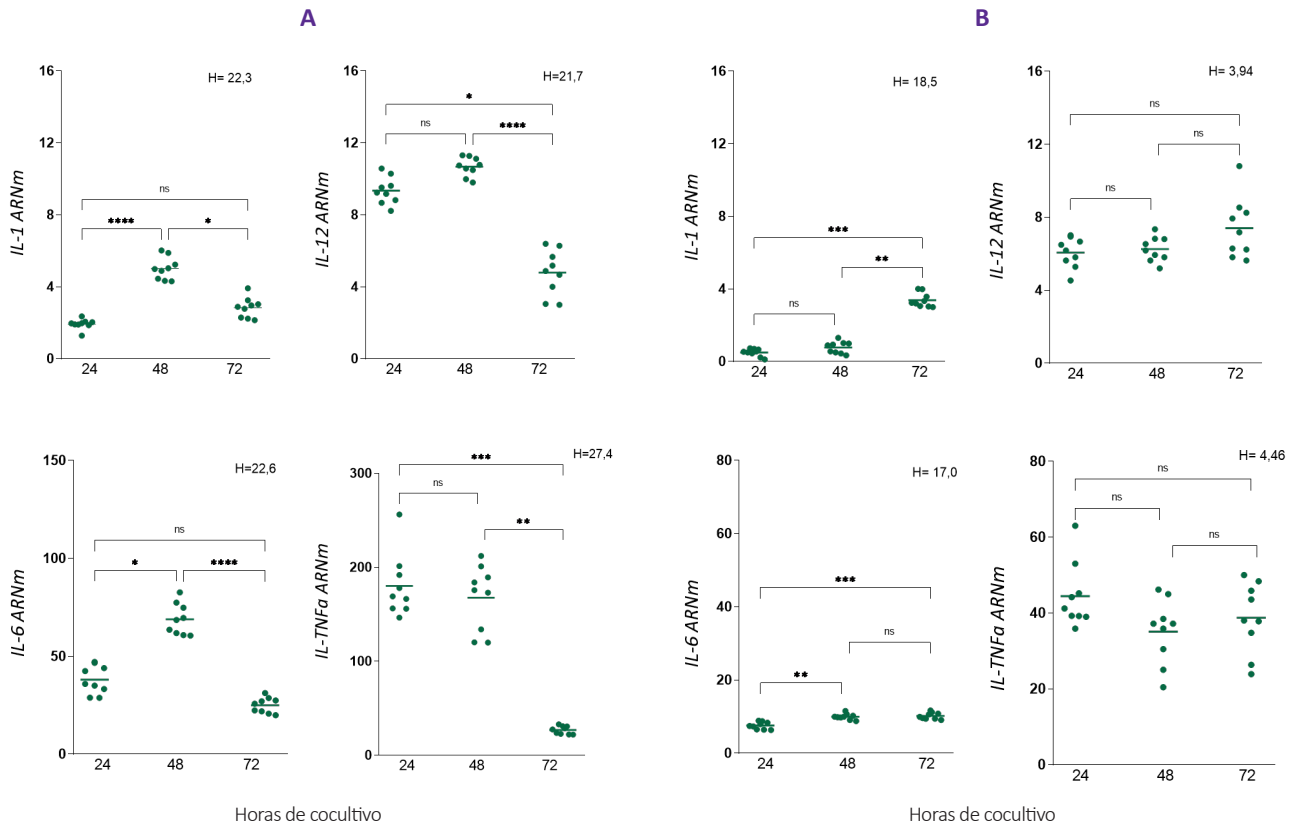 A
H= 22,3
IL-1 ARNm
16
12
8
4
0
ns
****
*
24 48 72
H=21,7
IL-12 ARNm
16
12
8
4
0
*
ns
****
24 48 72
H=22,6
IL-6 ARNm
150
100
50
0
ns
*
****
24 48 72
H=27,4
IL-TNFα ARNm
300
200
100
0
***
ns
**
24 48 72
Horas de cocultivo
B
H= 18,5
IL-1 ARNm
16
12
8
4
0
***
**
ns
24 48 72
H= 3,94
IL-12 ARNm
16
12
8
4
0
ns
ns
ns
24 48 72
H= 17,0
IL-6 ARNm
80
60
40
20
0
***
ns
**
24 48 72
H= 4,46
IL-TNFα ARNm
80
60
40
20
0
ns
ns
ns
24 48 72
Horas de cocultivo